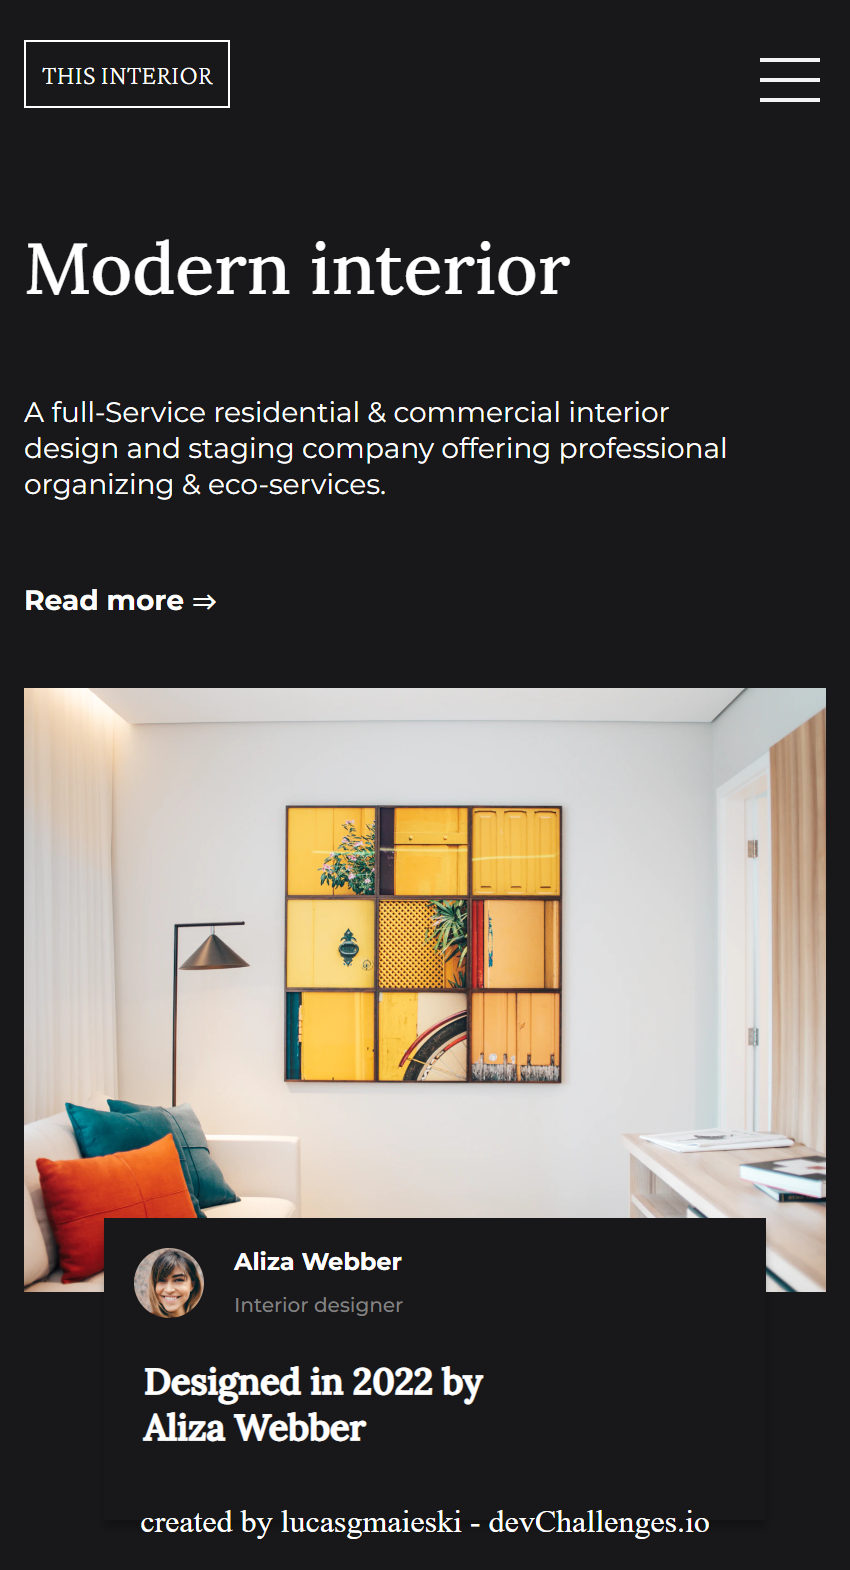 THIS INTERIOR
Modern interior
A full-Service residential & commercial interior
design and staging company offering professional
organizing & eco-services.
Read more ⇒
Aliza Webber
Interior designer
Designed in 2022 by
Aliza Webber
created by lucasgmaieski - devChallenges.io